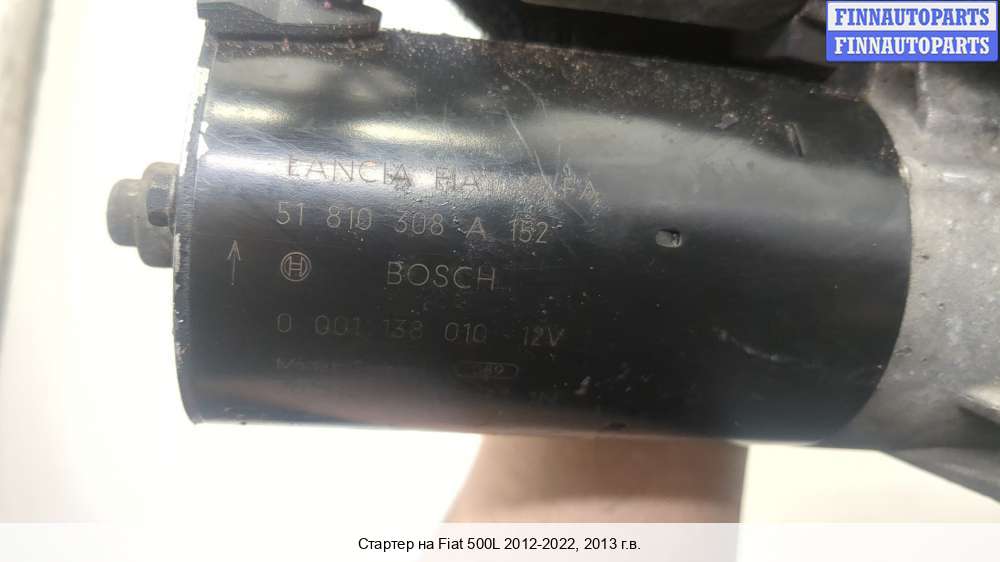 FINNAUTOPARTS
FINNAUTOPARTS
LANCIA FIAT
51 810 308 A 152
BOSCH
0 001 138 010 12V
Стартер на Fiat 500L 2012-2022, 2013 г.в.